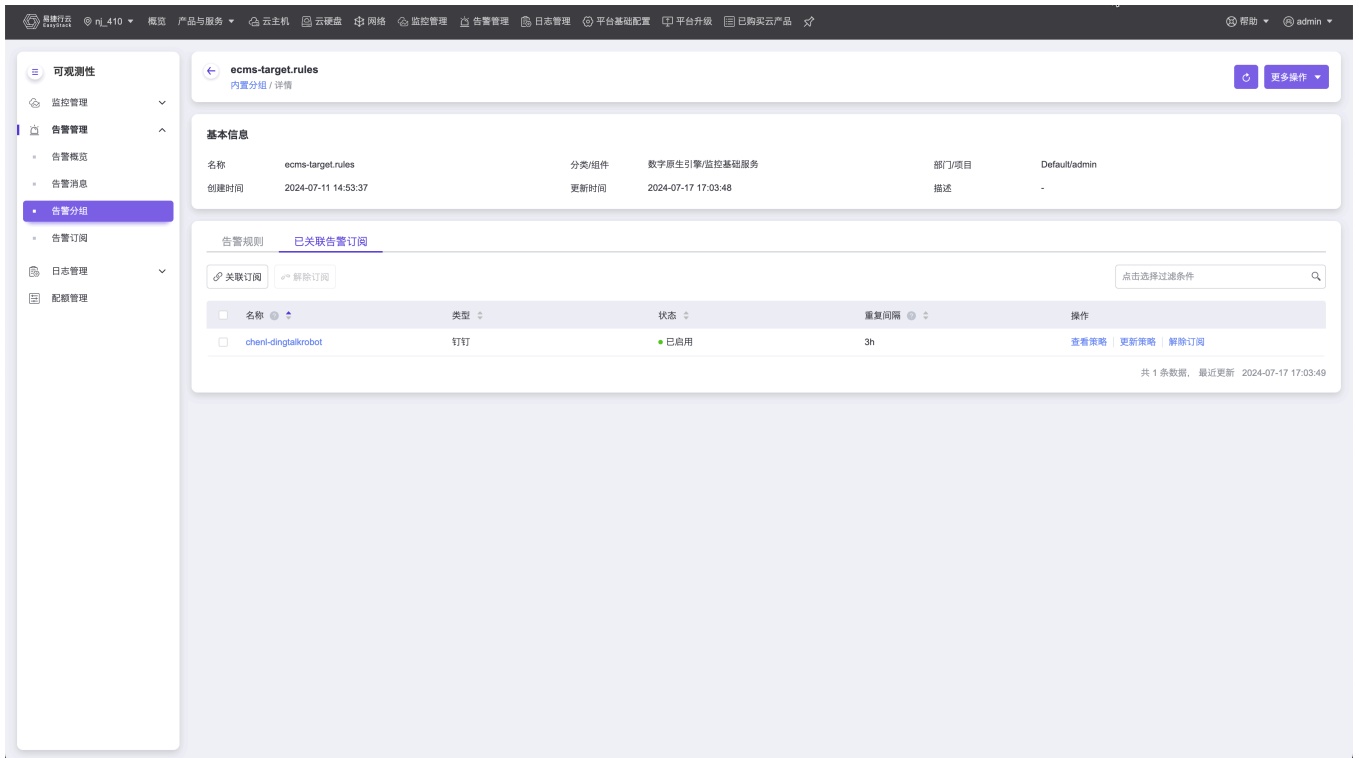 易捷行云 EasyStack nj_410 概览 产品与服务 云主机 云硬盘 网络 监控管理 告警管理 日志管理 平台基础配置 平台升级 已购买云产品 帮助 admin
可观测性
监控管理
告警管理
告警概览
告警消息
告警分组
告警订阅
日志管理
配额管理
ecms-target.rules
内置分组 / 详情
更多操作
基本信息
名称 ecms-target.rules 分类/组件 数字原生引擎/监控基础服务 部门/项目 Default/admin
创建时间 2024-07-11 14:53:37 更新时间 2024-07-17 17:03:48 描述 -
告警规则 已关联告警订阅
关联订阅 解除订阅 点击选择过滤条件
名称 类型 状态 重复间隔 操作
chenl-dingtalkrobot 钉钉 已启用 3h 查看策略 更新策略 解除订阅
共 1 条数据, 最近更新 2024-07-17 17:03:49